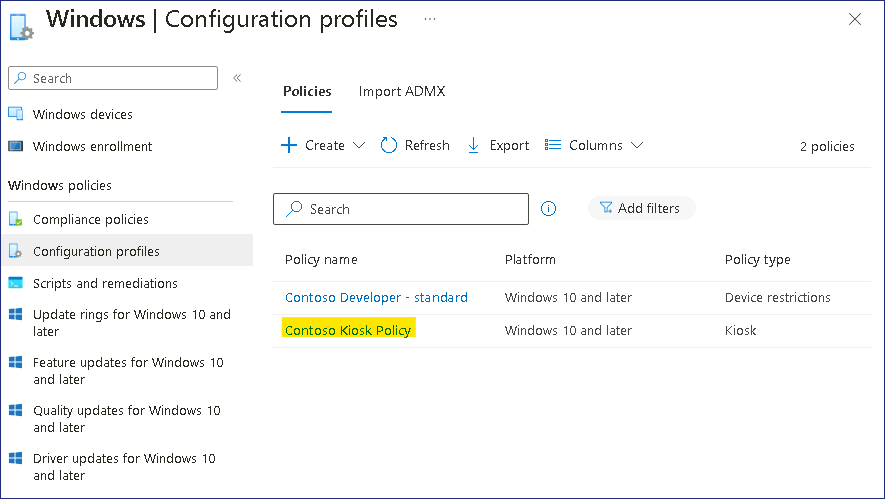 Windows | Configuration profiles ...
Search «
Windows devices
Windows enrollment
Windows policies
Compliance policies
Configuration profiles
Scripts and remediations
Update rings for Windows 10 and
later
Feature updates for Windows 10
and later
Quality updates for Windows 10
and later
Driver updates for Windows 10
and later
Policies Import ADMX
Create Refresh Export Columns 2 policies
Search Add filters
Policy name Platform Policy type
Contoso Developer - standard Windows 10 and later Device restrictions
Contoso Kiosk Policy Windows 10 and later Kiosk